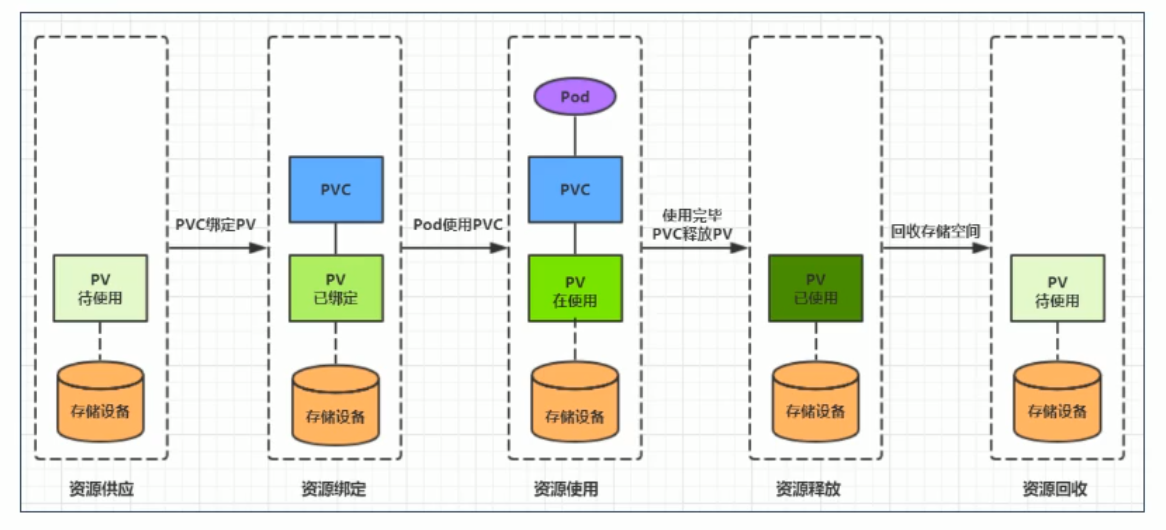 PV
待使用
存储设备
资源供应
PVC绑定PV
PVC
PV
已绑定
存储设备
资源绑定
Pod使用PVC
Pod
PVC
PV
在使用
存储设备
资源使用
使用完毕
PVC释放PV
PV
已使用
存储设备
资源释放
回收存储空间
PV
待使用
存储设备
资源回收